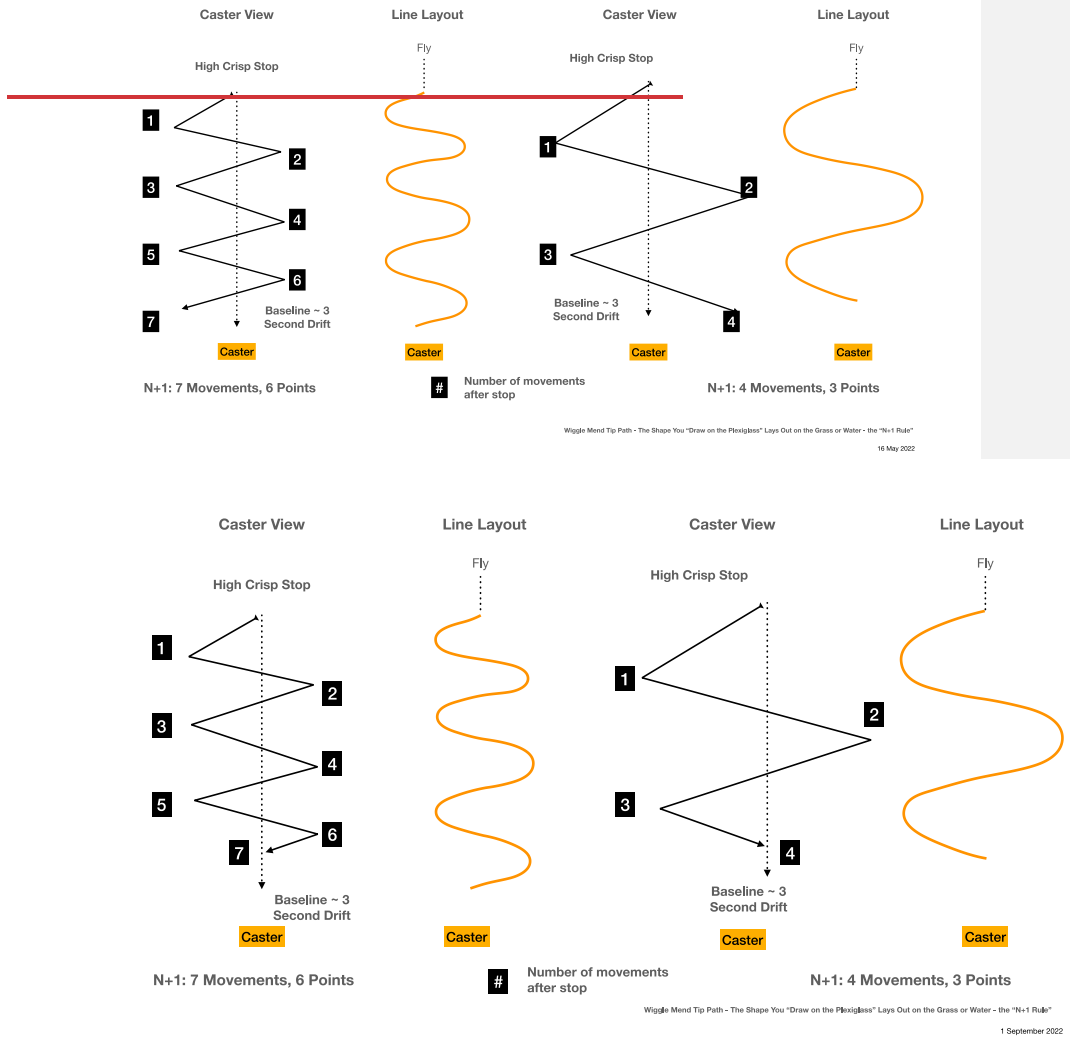 Caster View
Line Layout
Caster View
Line Layout
Fly
Fly
High Crisp Stop
High Crisp Stop
1
2
3
4
5
6
7
1
2
3
4
Baseline ~ 3
Second Drift
Baseline ~ 3
Second Drift
Caster
Caster
Caster
Caster
N+1: 7 Movements, 6 Points
#
Number of movements
after stop
N+1: 4 Movements, 3 Points
Wiggle Mend Tip Path - The Shape You “Draw on the Plexiglass” Lays Out on the Grass or Water - the “N+1 Rule”
16 May 2022
Caster View
Line Layout
Caster View
Line Layout
Fly
Fly
High Crisp Stop
High Crisp Stop
1
2
3
4
5
6
7
1
2
3
4
Baseline ~ 3
Second Drift
Baseline ~ 3
Second Drift
Caster
Caster
Caster
Caster
N+1: 7 Movements, 6 Points
#
Number of movements
after stop
N+1: 4 Movements, 3 Points
Wiggle Mend Tip Path - The Shape You “Draw on the Plexiglass” Lays Out on the Grass or Water - the “N+1 Rule”
1 September 2022